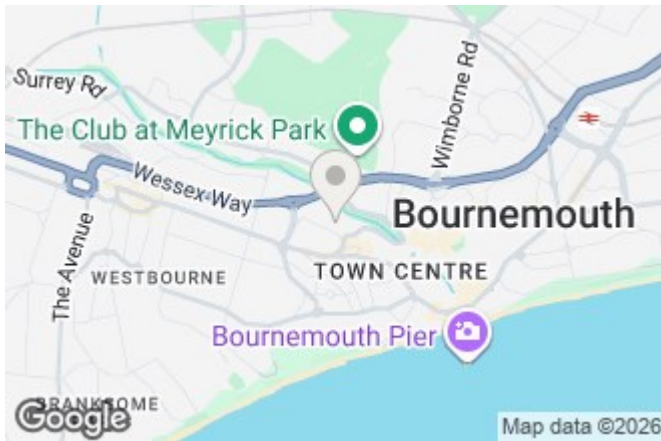 Surrey Rd
Wimborne Rd
The Club at Meyrick Park
Wessex Way
Bournemouth
The Avenue
WESTBOURNE
TOWN CENTRE
Bournemouth Pier
BRANKSOME
Google
Map data ©2026